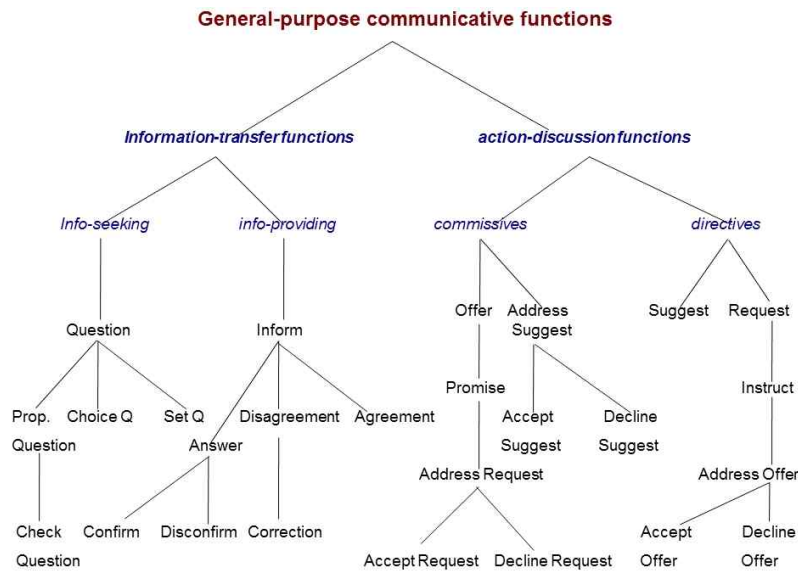 General-purpose communicative functions
Information-transfer functions
action-discussion functions
Info-seeking
info-providing
commissives
directives
Question
Inform
Offer
Address
Suggest
Suggest
Request
Promise
Instruct
Prop.
Question
Choice Q
Set Q
Answer
Disagreement
Agreement
Accept
Suggest
Decline
Suggest
Address Request
Address Offer
Check
Question
Confirm
Disconfirm
Correction
Accept Request
Decline Request
Accept
Offer
Decline
Offer